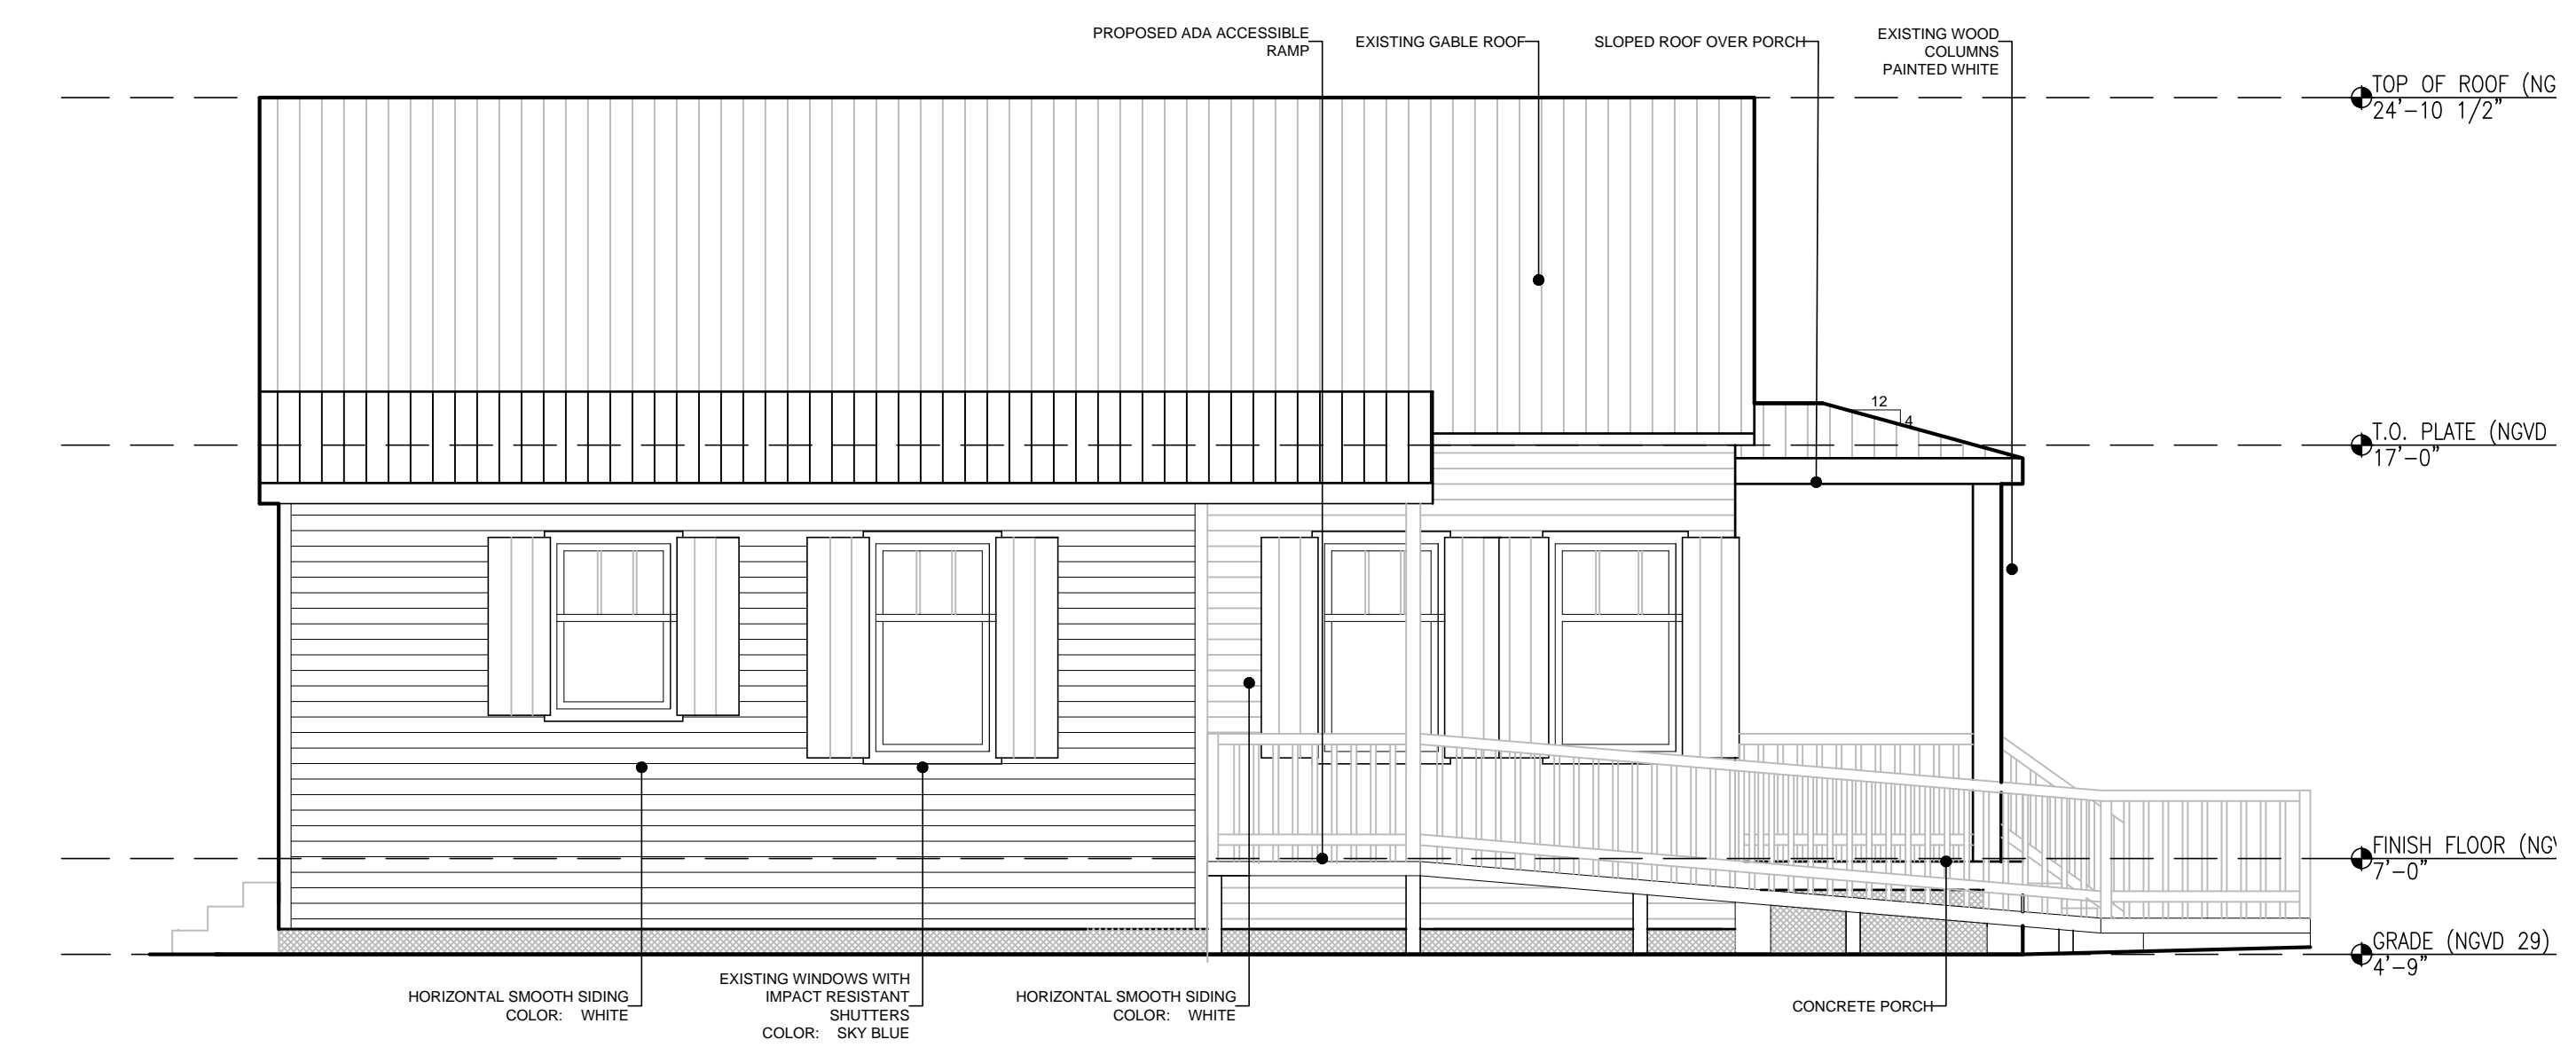 PROPOSED ADA ACCESSIBLE
RAMP
EXISTING GABLE ROOF
SLOPED ROOF OVER PORCH
EXISTING WOOD
COLUMNS
PAINTED WHITE
TOP OF ROOF (NG
24'-10 1/2"
12
4
T.O. PLATE (NGVD
17'-0"
FINISH FLOOR (NGV
7'-0"
GRADE (NGVD 29)
4'-9"
HORIZONTAL SMOOTH SIDING
COLOR: WHITE
EXISTING WINDOWS WITH
IMPACT RESISTANT
SHUTTERS
COLOR: SKY BLUE
HORIZONTAL SMOOTH SIDING
COLOR: WHITE
CONCRETE PORCH